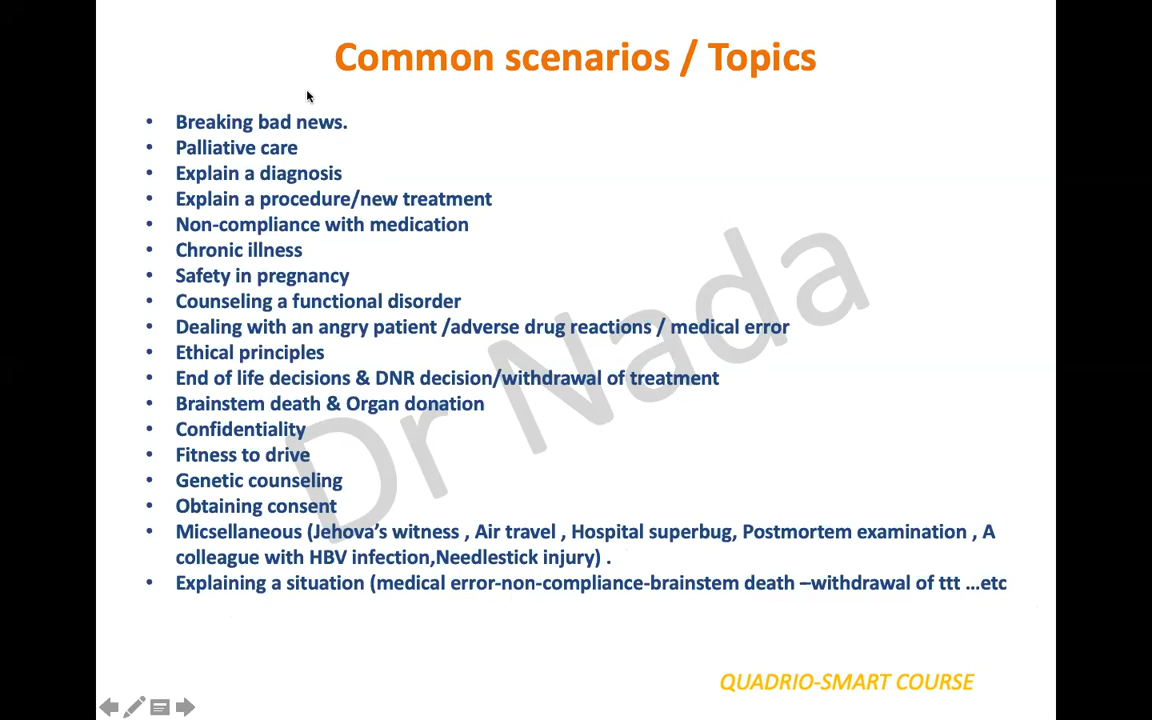 Common scenarios / Topics
• Breaking bad news.
• Palliative care
• Explain a diagnosis
• Explain a procedure/new treatment
• Non-compliance with medication
• Chronic illness
• Safety in pregnancy
• Counseling a functional disorder
• Dealing with an angry patient /adverse drug reactions / medical error
• Ethical principles
• End of life decisions & DNR decision/withdrawal of treatment
• Brainstem death & Organ donation
• Confidentiality
• Fitness to drive
• Genetic counseling
• Obtaining consent
• Micsellaneous (Jehova’s witness , Air travel , Hospital superbug, Postmortem examination , A
colleague with HBV infection,Needlestick injury) .
• Explaining a situation (medical error-non-compliance-brainstem death –withdrawal of ttt …etc
Dr Nada
QUADRIO-SMART COURSE